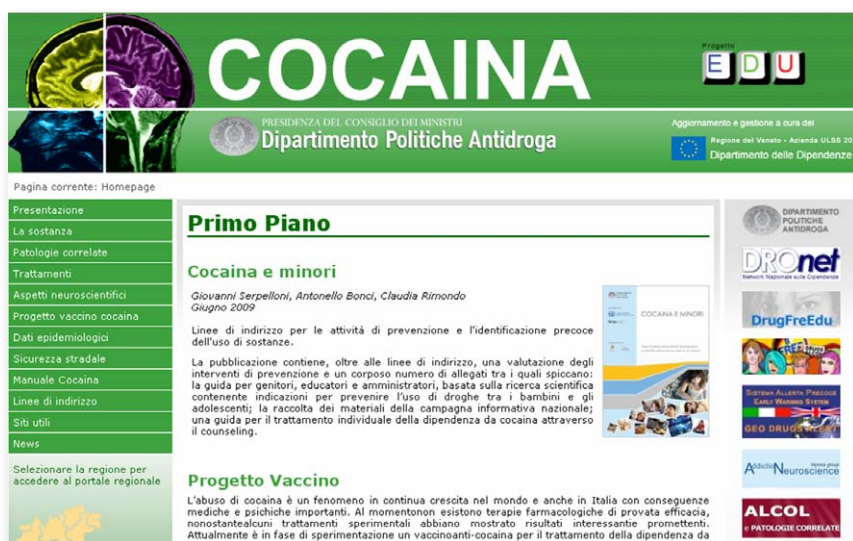 COCAINA
Progetto
E D U
PRESIDENZA DEL CONSIGLIO DEI MINISTRI
Dipartimento Politiche Antidroga
Aggiornamento e gestione a cura del
Regione del Veneto - Azienda ULSS 20
Dipartimento delle Dipendenze
Pagina corrente: Homepage
Presentazione
La sostanza
Patologie correlate
Trattamenti
Aspetti neuroscientifici
Progetto vaccino cocaina
Dati epidemiologici
Sicurezza stradale
Manuale Cocaina
Linee di indirizzo
Siti utili
News
Selezionare la regione per
accedere al portale regionale
Primo Piano
Cocaina e minori
Giovanni Serpelloni, Antonello Bonci, Claudia Rimondo
Giugno 2009
Linee di indirizzo per le attività di prevenzione e l'identificazione precoce
dell'uso di sostanze.
La pubblicazione contiene, oltre alle linee di indirizzo, una valutazione degli
interventi di prevenzione e un corposo numero di allegati tra i quali spiccano:
la guida per genitori, educatori e amministratori, basata sulla ricerca scientifica
contenente indicazioni per prevenire l'uso di droghe tra i bambini e gli
adolescenti; la raccolta dei materiali della campagna informativa nazionale;
una guida per il trattamento individuale della dipendenza da cocaina attraverso
il counseling.
COCAINA E MINORI
Progetto Vaccino
L'abuso di cocaina è un fenomeno in continua crescita nel mondo e anche in Italia con conseguenze
mediche e psichiche importanti. Al momentonon esistono terapie farmacologiche di provata efficacia,
nonostantealcuni trattamenti sperimentali abbiano mostrato risultati interessante promettenti.
Attualmente è in fase di sperimentazione un vaccinoanti-cocaina per il trattamento della dipendenza da
DIPARTIMENTO
POLITICHE
ANTIDROGA
DROnet
Network Nazionale sulle Dipendenze
DrugFreEdu
FREE
SISTEMA ALLERTA PRECOCE
EARLY WARNING SYSTEM
GEO DRUGS ALERT
AddictioNeuroscience
ALCOL
e PATOLOGIE CORRELATE